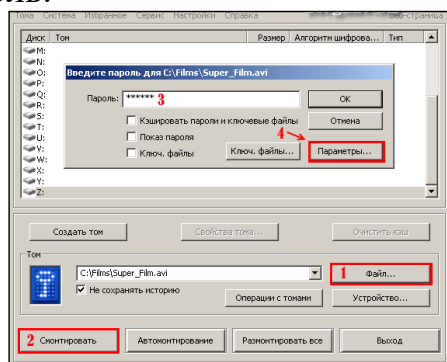 Тома Система Избранное Сервис Настройки Справка Веб-страница
Диск Том Размер Алгоритм шифрова... Тип
M:
N:
O:
P:
Q:
R:
S:
T:
U:
V:
W:
X:
Y:
Z:
Введите пароль для C:\Films\Super_Film.avi
Пароль: ****** 3
OK
Кэшировать пароли и ключевые файлы
Отмена
Показ пароля
4
Ключ. файлы
Ключ. файлы...
Параметры...
Создать том
Свойства тома...
Очистить кэш
Том
C:\Films\Super_Film.avi
1 Файл...
Не сохранять историю
Операции с томами
Устройство...
2 Смонтировать
Автомонтирование
Размонтировать все
Выход